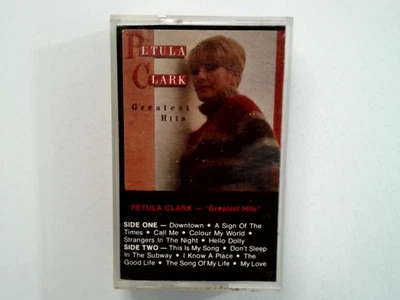 PETULA
CLARK
Greatest
Hits
PETULA CLARK — "Greatest Hits"
SIDE ONE — Downtown • A Sign Of The
Times • Call Me • Colour My World •
Strangers In The Night • Hello Dolly
SIDE TWO — This Is My Song • Don't Sleep
In The Subway • I Know A Place • The
Good Life • The Song Of My Life • My Love